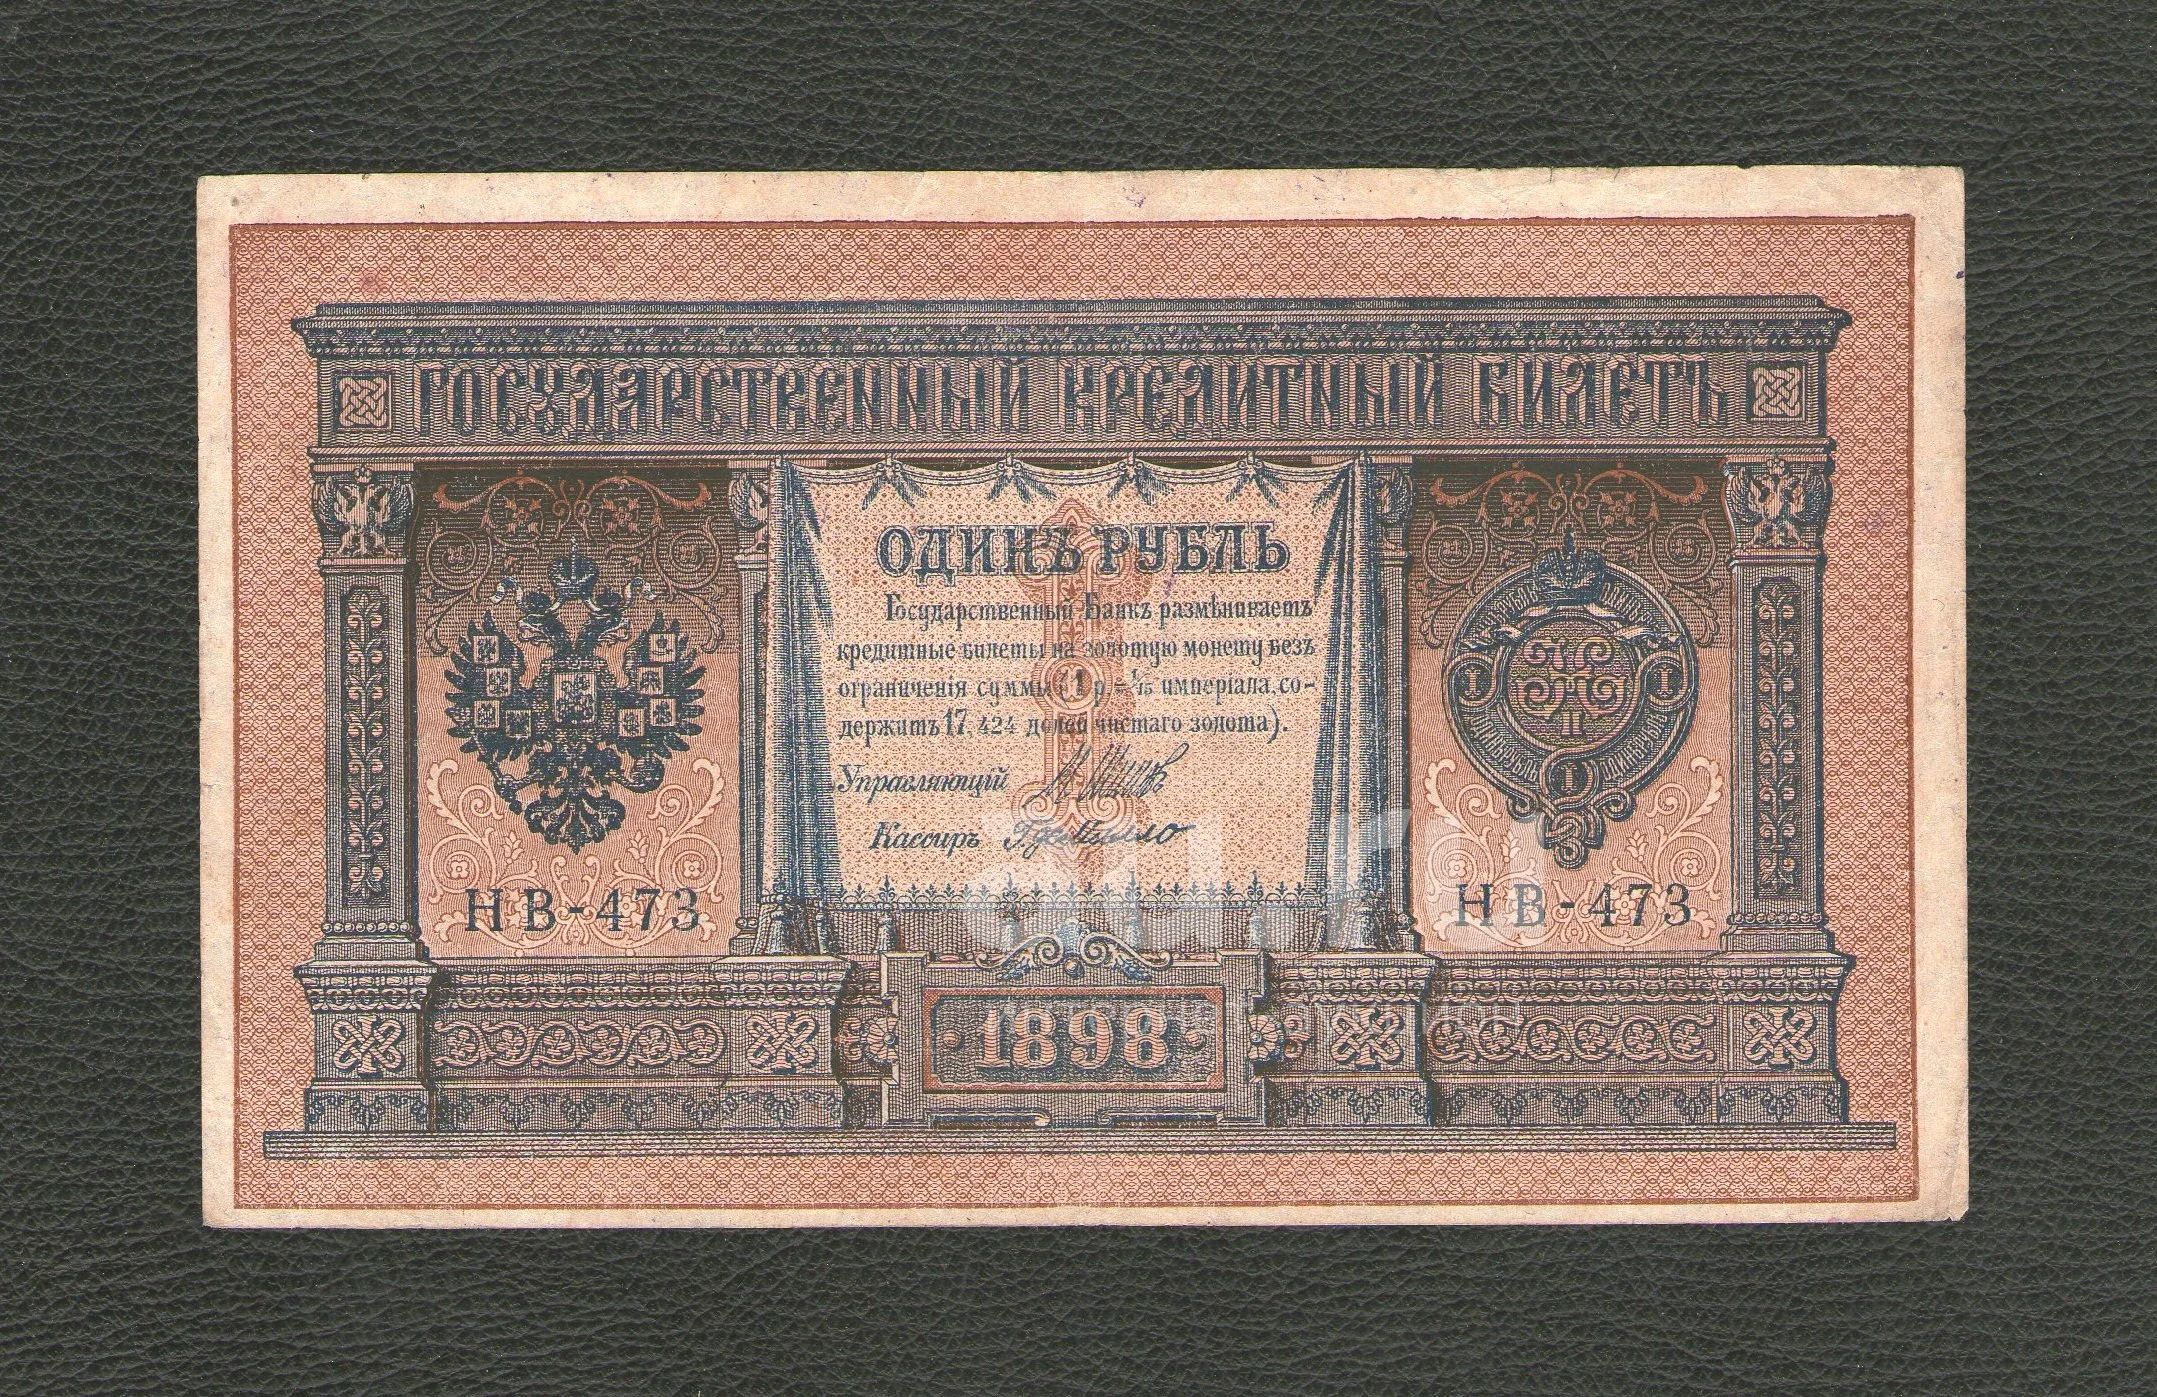 ГОСУДАРСТВЕННЫЙ КРЕДИТНЫЙ БИЛЕТЪ
ОДИНЪ РУБЛЬ
Государственный Банкъ размѣниваетъ
кредитные билеты на золотую монету безъ
ограниченія суммы (1 р.= 1/15 имперіала, со-
держитъ 17, 424 долей чистаго золота).
Управляющій
Кассиръ
НВ-473
НВ-473
1898